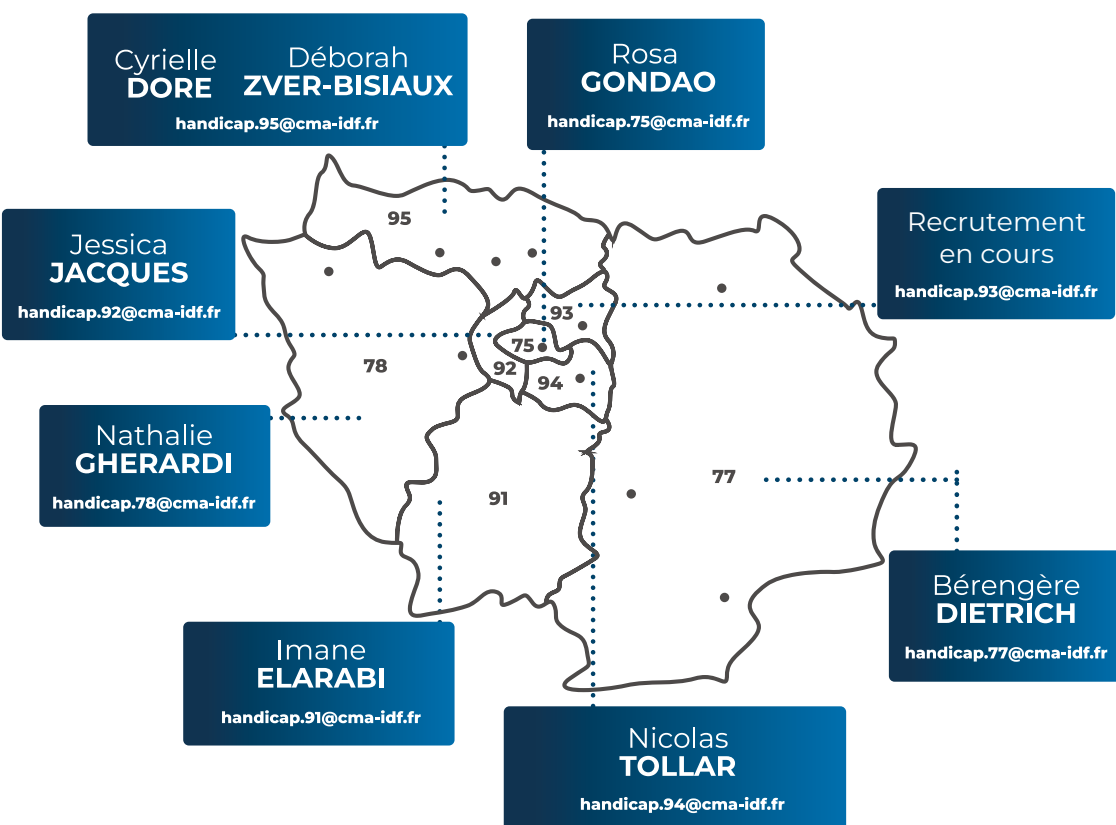 Cyrielle
DORE
Déborah
ZVER-BISIAUX
handicap.95@cma-idf.fr
Rosa
GONDAO
handicap.75@cma-idf.fr
Jessica
JACQUES
handicap.92@cma-idf.fr
Recrutement
en cours
handicap.93@cma-idf.fr
95
93
75
92
94
78
77
91
Nathalie
GHERARDI
handicap.78@cma-idf.fr
Bérengère
DIETRICH
handicap.77@cma-idf.fr
Imane
ELARABI
handicap.91@cma-idf.fr
Nicolas
TOLLAR
handicap.94@cma-idf.fr